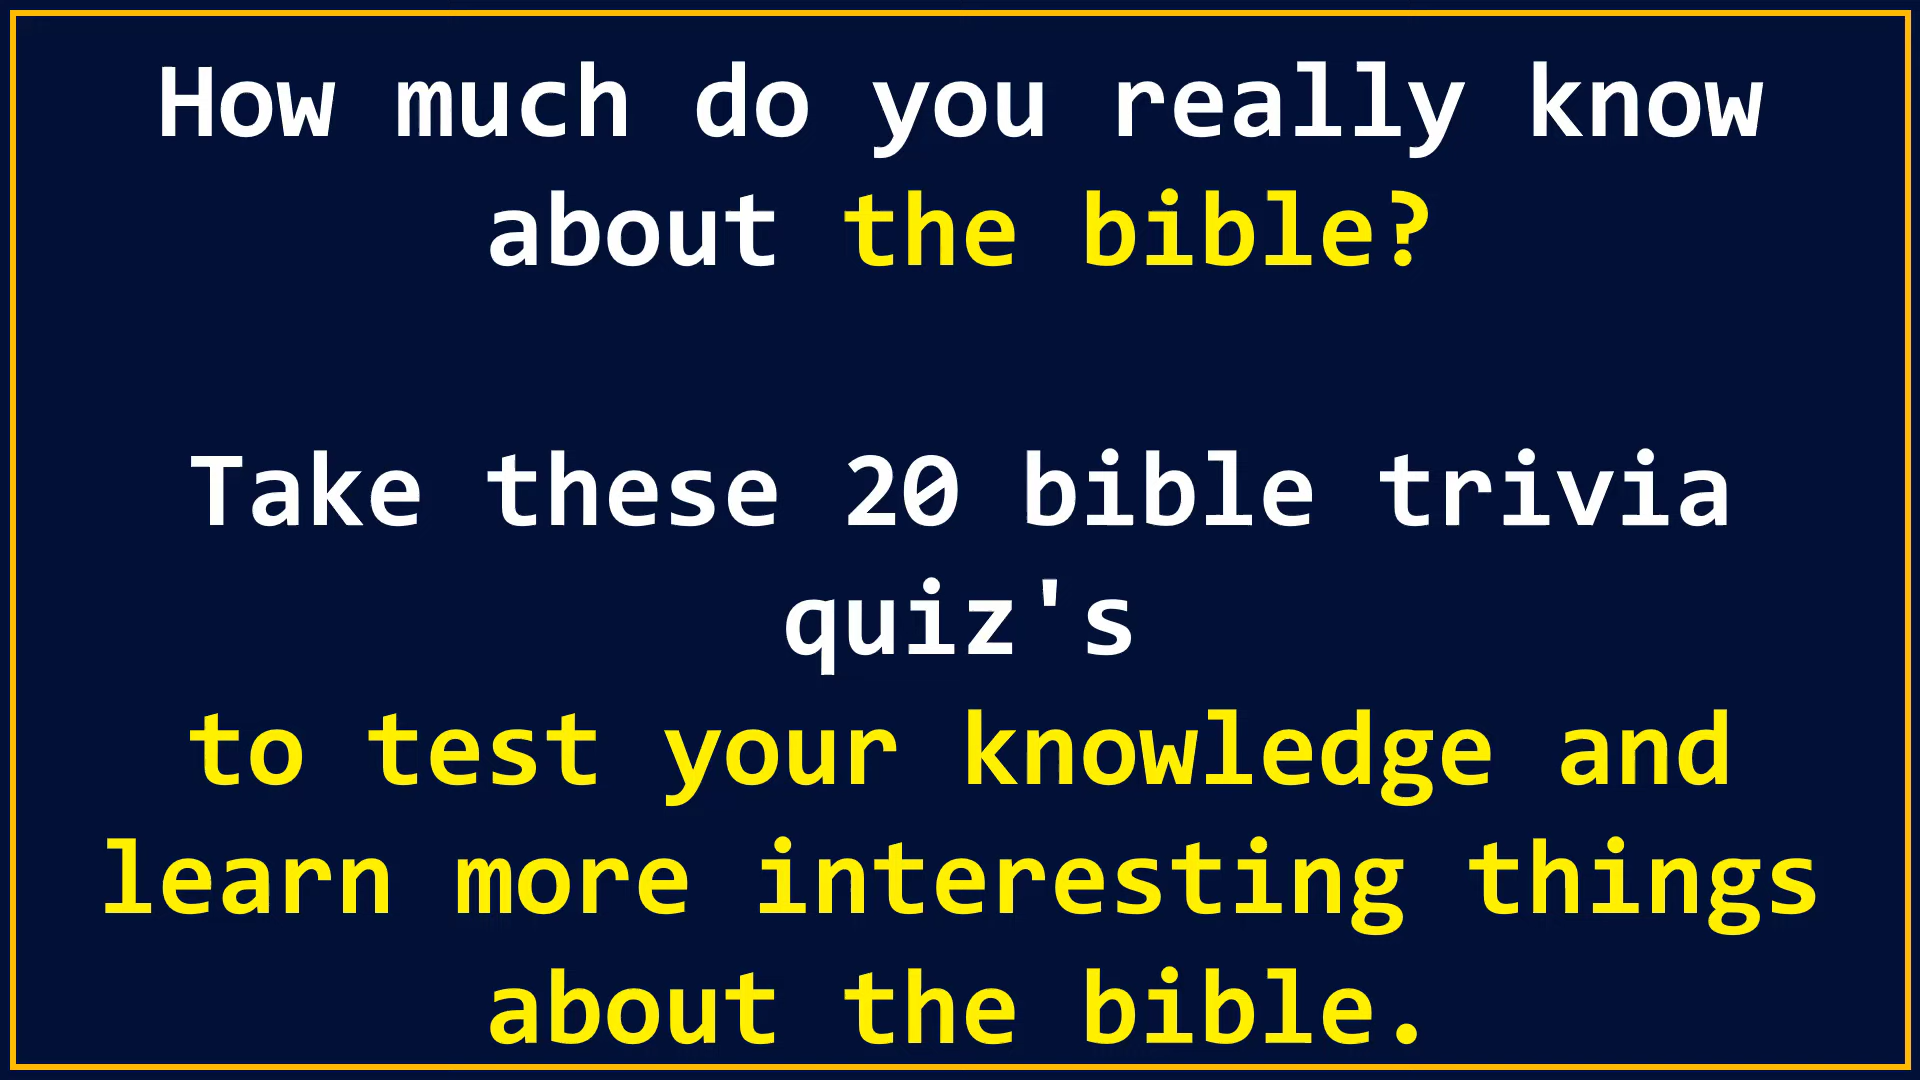 How much do you really know
about the bible?
Take these 20 bible trivia
quiz's
to test your knowledge and
learn more interesting things
about the bible.